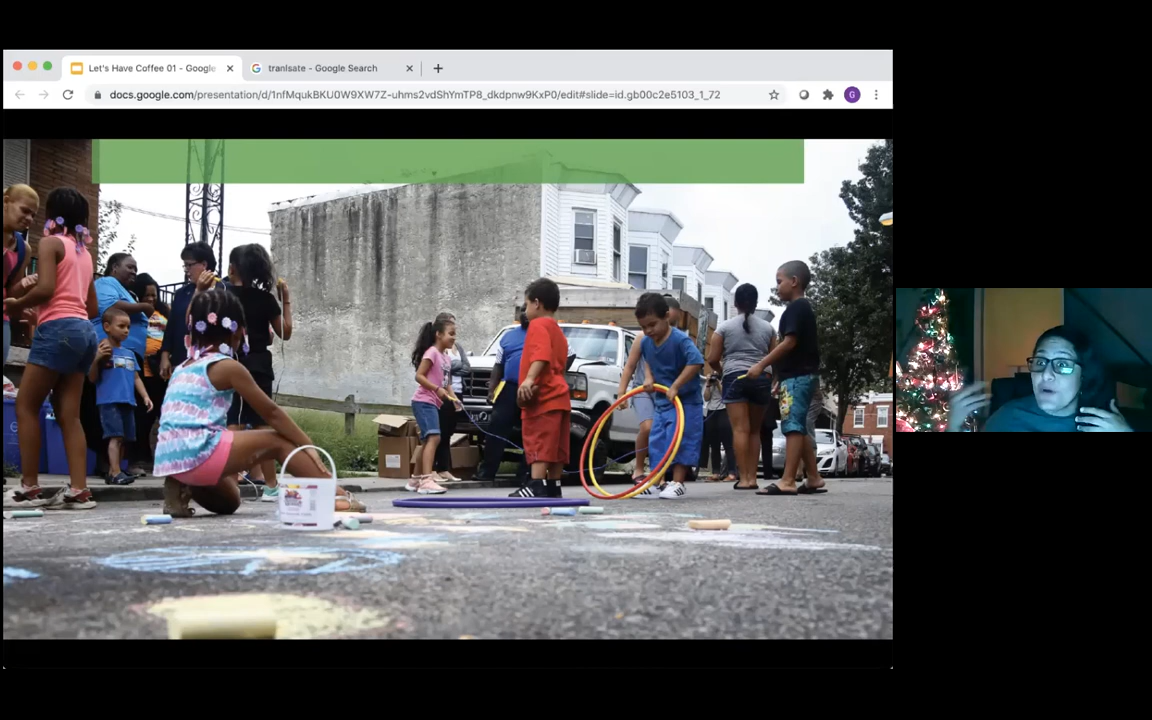 Let's Have Coffee 01 - Google
tranlsate - Google Search
docs.google.com/presentation/d/1nfMqukBKU0W9XW7Z-uhms2vdShYmTP8_dkdpnw9KxP0/edit#slide=id.gb00c2e5103_1_72
G